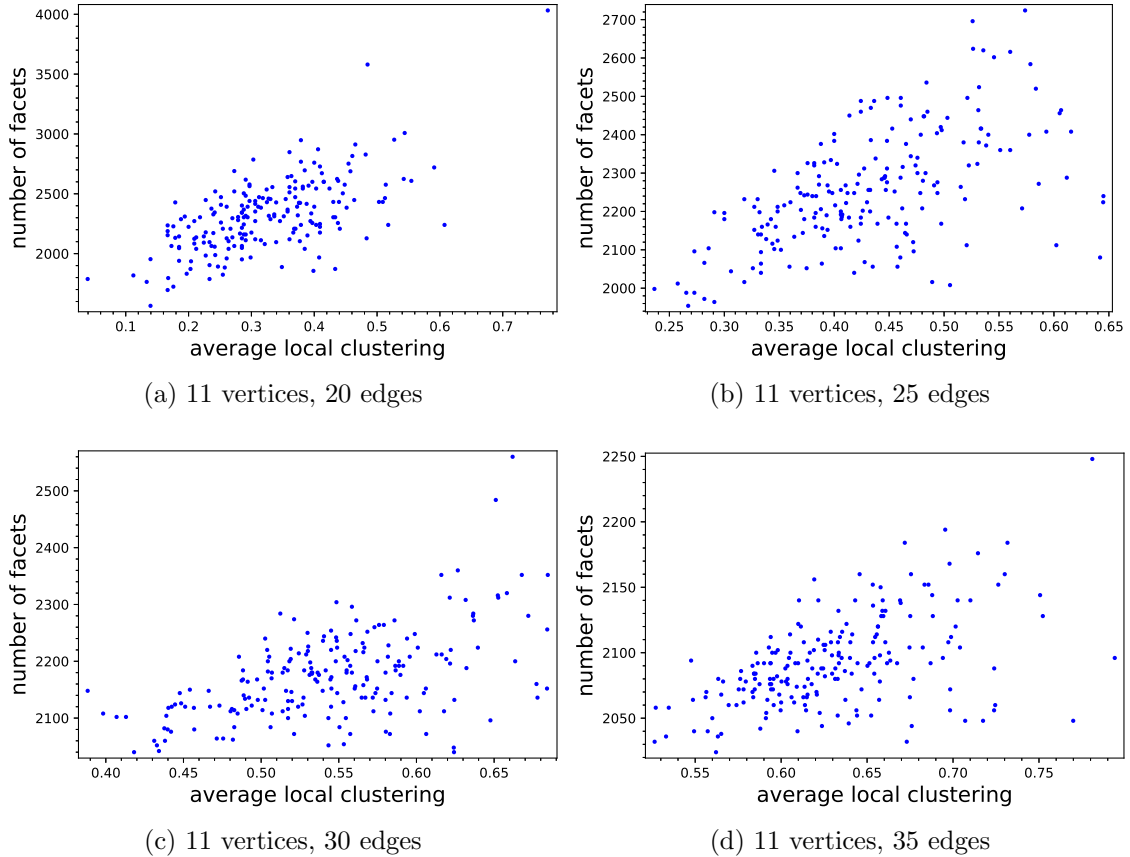 4000
3500
3000
2500
2000
number of facets
0.1 0.2 0.3 0.4 0.5 0.6 0.7
average local clustering
(a) 11 vertices, 20 edges
2700
2600
2500
2400
2300
2200
2100
2000
number of facets
0.25 0.30 0.35 0.40 0.45 0.50 0.55 0.60 0.65
average local clustering
(b) 11 vertices, 25 edges
2500
2400
2300
2200
2100
number of facets
0.40 0.45 0.50 0.55 0.60 0.65
average local clustering
(c) 11 vertices, 30 edges
2250
2200
2150
2100
2050
number of facets
0.55 0.60 0.65 0.70 0.75
average local clustering
(d) 11 vertices, 35 edges